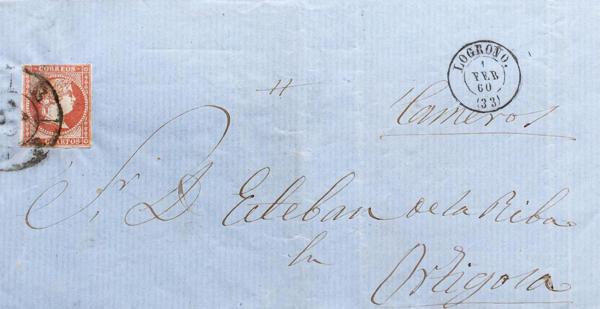 CORREOS
CUARTOS
LOGROÑO.
1
FEB
60
(33)
Cameros
Sr. D Esteban de la Riba
en
Ortigosa